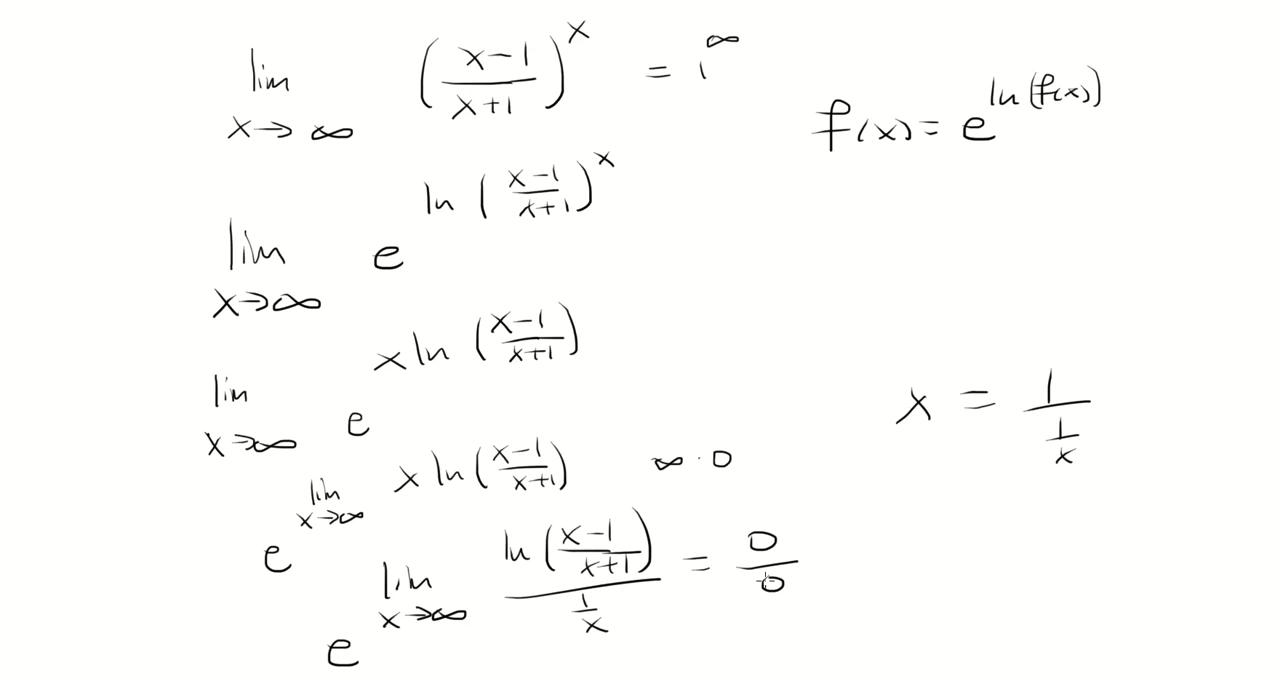 lim x→∞ ((x-1)/(x+1))^x = 1^∞
f(x) = e^ln(f(x))
lim x→∞ e^ln((x-1)/(x+1))^x
lim x→∞ e^x ln((x-1)/(x+1))
x = 1/(1/x)
e^lim x→∞ x ln((x-1)/(x+1)) ∞·0
e^lim x→∞ ln((x-1)/(x+1))/(1/x) = 0/0